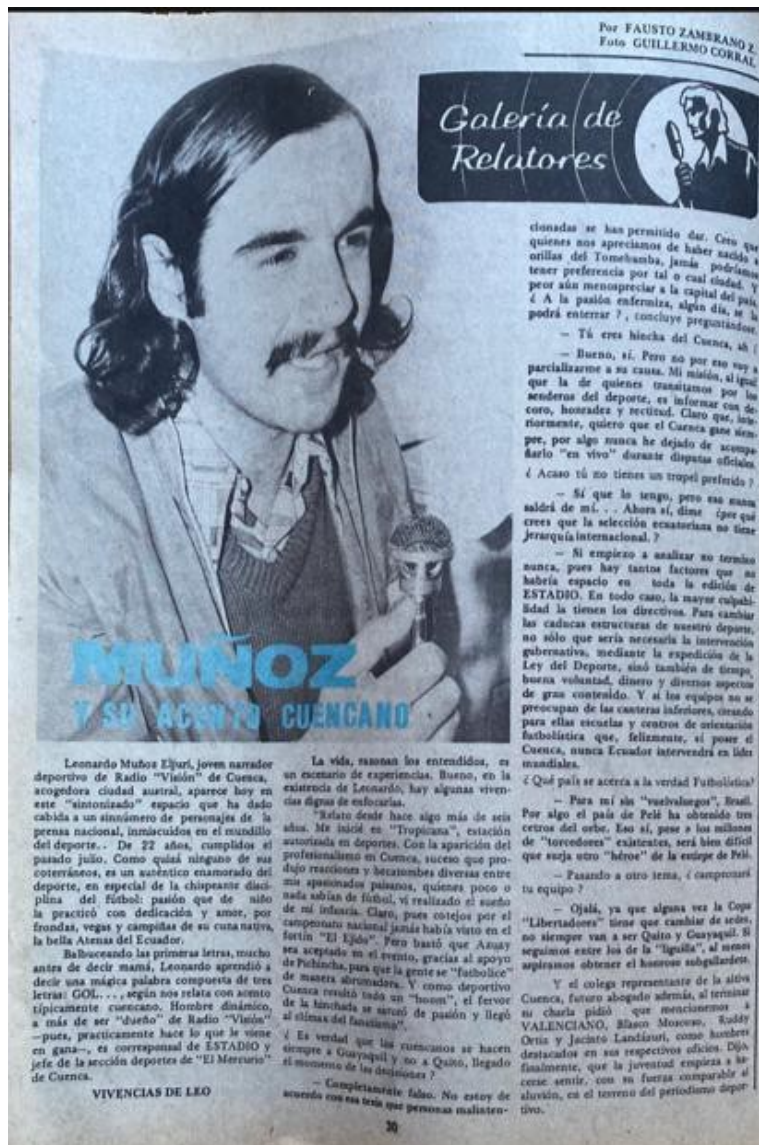 Por FAUSTO ZAMBRANO Z.
Foto GUILLERMO CORRAL
Galería de
Relatores
MUÑOZ
Y SU ACENTO CUENCANO
Leonardo Muñoz Eljuri, joven narrador
deportivo de Radio "Visión" de Cuenca,
acogedora ciudad austral, aparece hoy en
este "sintonizado" espacio que ha dado
cabida a un sinnúmero de personajes de la
prensa nacional, inmiscuidos en el mundillo
del deporte.. De 22 años, cumplidos el
pasado julio. Como quizá ninguno de sus
coterráneos, es un auténtico enamorado del
deporte, en especial de la chispeante disci-
plina del fútbol: pasión que de niño
la practicó con dedicación y amor, por
frondas, vegas y campiñas de su cuna nativa,
la bella Atenas del Ecuador.
Balbuceando las primeras letras, mucho
antes de decir mamá, Leonardo aprendió a
decir una mágica palabra compuesta de tres
letras: GOL..., según nos relata con acento
típicamente cuencano. Hombre dinámico,
a más de ser "dueño" de Radio "Visión"
—pues, practicamente hace lo que le viene
en gana—, es corresponsal de ESTADIO y
jefe de la sección deportes de "El Mercurio"
de Cuenca.
VIVENCIAS DE LEO
La vida, razonan los entendidos, es
un escenario de experiencias. Bueno, en la
existencia de Leonardo, hay algunas viven-
cias dignas de enfocarlas.
"Relato desde hace algo más de seis
años. Me inicié en "Tropicana", estación
autorizada en deportes. Con la aparición del
profesionalismo en Cuenca, suceso que pro-
dujo reacciones y hecatombes diversas entre
mis apasionados paisanos, quienes poco o
nada sabían de fútbol, vi realizado el sueño
de mi infancia. Claro, pues cotejos por el
campeonato nacional jamás había visto en el
fortín "El Ejido". Pero bastó que Azuay
sea aceptado en el evento, gracias al apoyo
de Pichincha, para que la gente se "futbolice"
de manera abrumadora. Y como deportivo
Cuenca resultó todo un "boom", el fervor
de la hinchada se saturó de pasión y llegó
al clímax del fanatismo".
¿ Es verdad que los cuencanos se hacen
siempre a Guayaquil y no a Quito, llegado
el momento de las decisiones ?
— Completamente falso. No estoy de
acuerdo con esa tesis que personas malinten-
cionadas se han permitido dar. Creo que
quienes nos apreciamos de haber nacido a
orillas del Tomebamba, jamás podríamos
tener preferencia por tal o cual ciudad. Y
peor aún menospreciar a la capital del país.
¿ A la pasión enfermiza, algún día, se la
podrá enterrar ? , concluye preguntándose.
— Tú eres hincha del Cuenca, ah ?
— Bueno, sí. Pero no por eso voy a
parcializarme a su causa. Mi misión, al igual
que la de quienes transitamos por los
senderos del deporte, es informar con de-
coro, honradez y rectitud. Claro que, inte-
riormente, quiero que el Cuenca gane siem-
pre, por algo nunca he dejado de acompa-
ñarlo "en vivo" durante disputas oficiales.
¿ Acaso tú no tienes un tropel preferido ?
— Sí que lo tengo, pero eso nunca
saldrá de mí. . . Ahora sí, dime ¿por qué
crees que la selección ecuatoriana no tiene
jerarquía internacional. ?
— Si empiezo a analizar no termino
nunca, pues hay tantos factores que no
habría espacio en toda la edición de
ESTADIO. En todo caso, la mayor culpabi-
lidad la tienen los directivos. Para cambiar
las caducas estructuras de nuestro deporte,
no sólo que sería necesaria la intervención
gubernativa, mediante la expedición de la
Ley del Deporte, sinó también de tiempo,
buena voluntad, dinero y diversos aspectos
de gran contenido. Y si los equipos no se
preocupan de las canteras inferiores, creando
para ellas escuelas y centros de orientación
futbolística que, felizmente, sí posee el
Cuenca, nunca Ecuador intervendrá en lides
mundiales.
¿ Qué país se acerca a la verdad Futbolística?
— Para mí sin "vuelvaluegos", Brasil.
Por algo el país de Pelé ha obtenido tres
cetros del orbe. Eso sí, pese a los millones
de "torcedores" existentes, será bien difícil
que surja otro "héroe" de la estirpe de Pelé.
— Pasando a otro tema, ¿ campeonará
tu equipo ?
— Ojalá, ya que alguna vez la Copa
"Libertadores" tiene que cambiar de sedes,
no siempre van a ser Quito y Guayaquil. Si
seguimos entre los de la "liguilla", al menos
aspiramos obtener el honroso subgallardete.
Y el colega representante de la altiva
Cuenca, futuro abogado además, al terminar
su charla pidió que mencionemos a
VALENCIANO, Blasco Moscoso, Ruddy
Ortiz y Jacinto Landázuri, como hombres
destacados en sus respectivos oficios. Dijo,
finalmente, que la juventud empieza a ha-
cerse sentir, con su fuerza comparable al
aluvión, en el terreno del periodismo depor-
tivo.
30